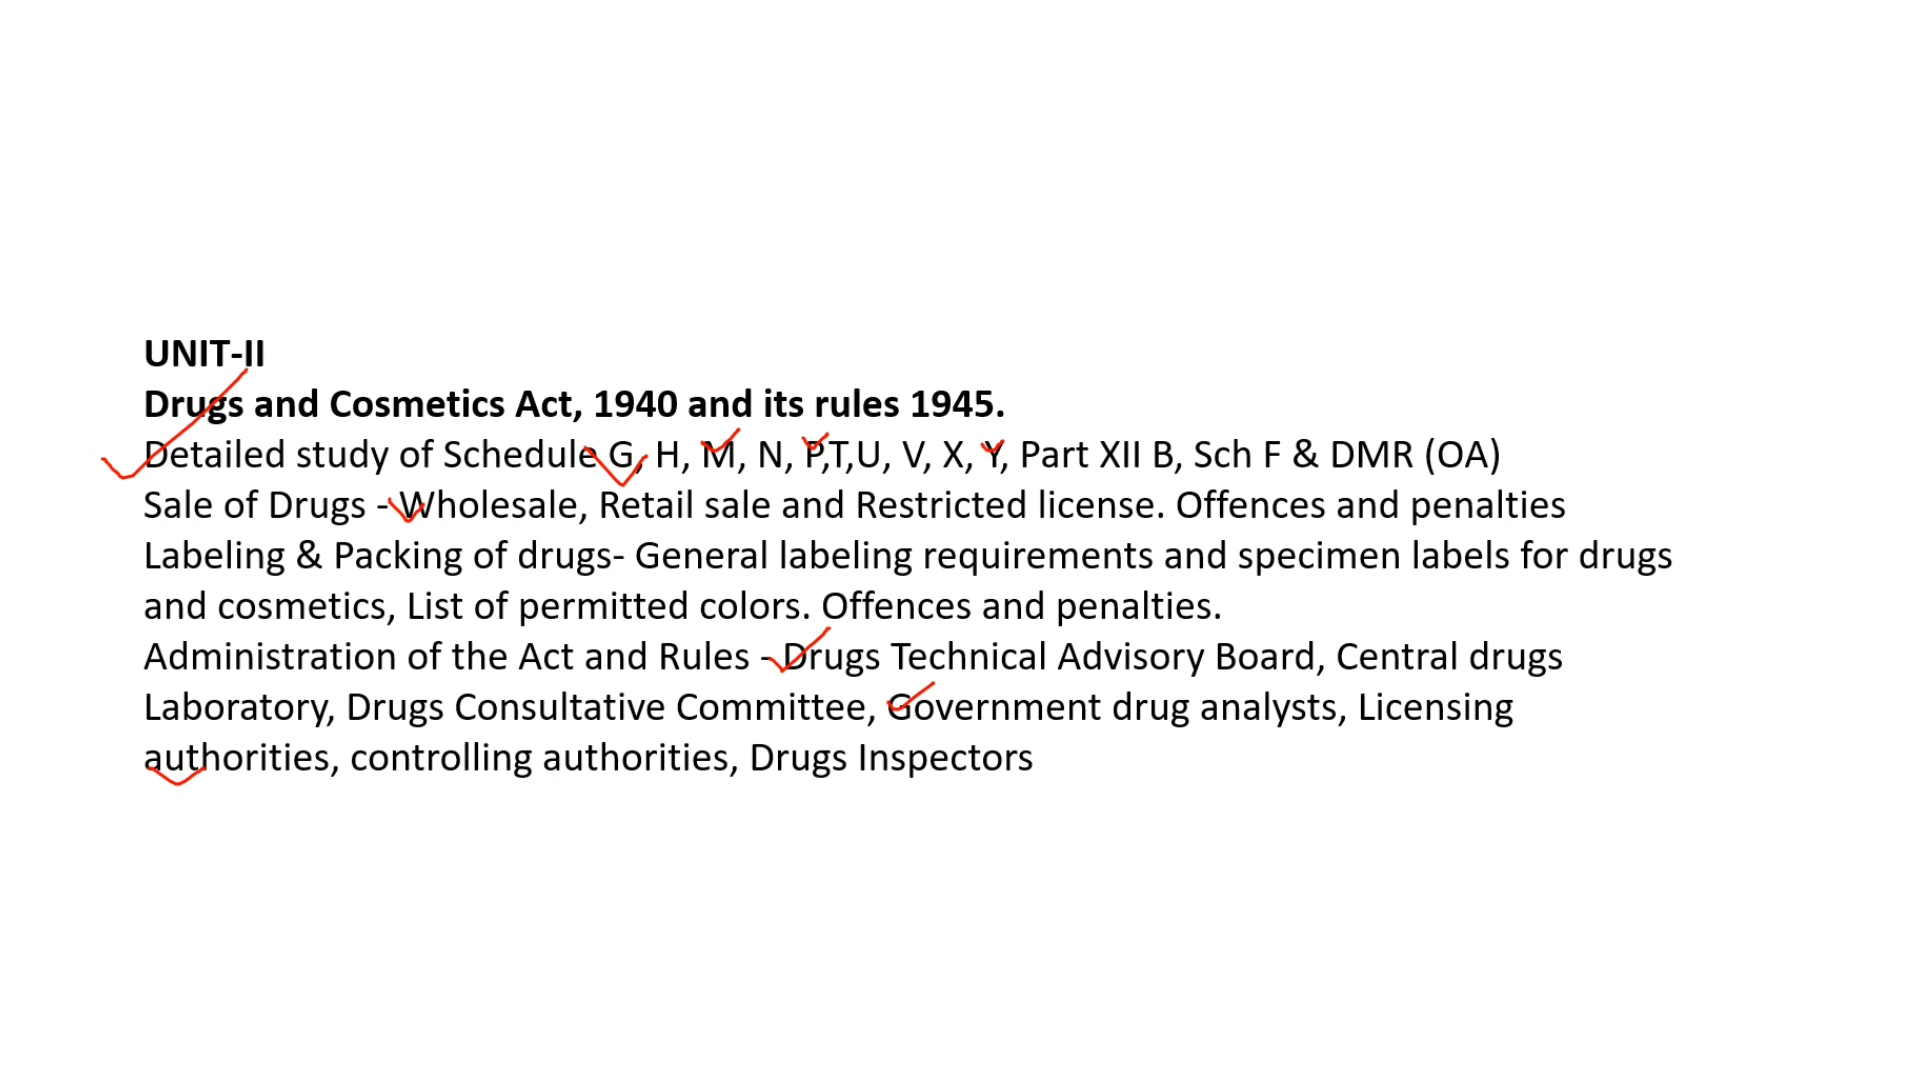 UNIT-II
Drugs and Cosmetics Act, 1940 and its rules 1945.
Detailed study of Schedule G, H, M, N, P,T,U, V, X, Y, Part XII B, Sch F & DMR (OA)
Sale of Drugs - Wholesale, Retail sale and Restricted license. Offences and penalties
Labeling & Packing of drugs- General labeling requirements and specimen labels for drugs
and cosmetics, List of permitted colors. Offences and penalties.
Administration of the Act and Rules - Drugs Technical Advisory Board, Central drugs
Laboratory, Drugs Consultative Committee, Government drug analysts, Licensing
authorities, controlling authorities, Drugs Inspectors